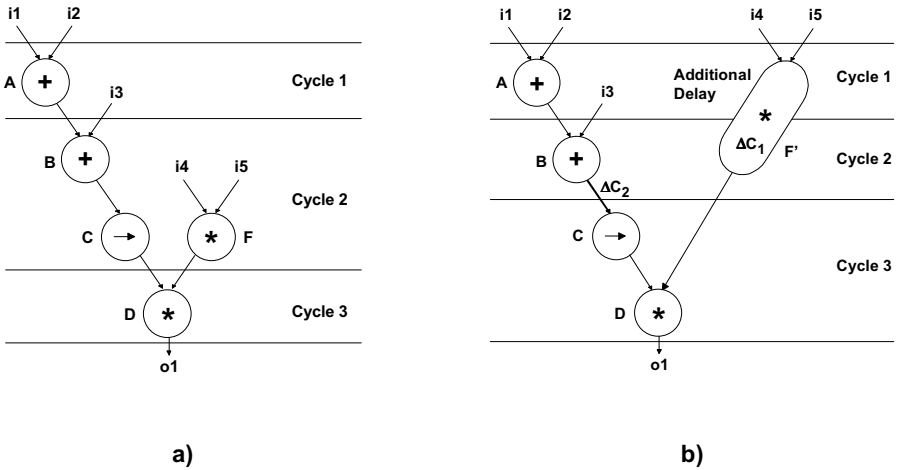 i1 i2
A + Cycle 1
i3
B +
i4 i5
Cycle 2
C → * F
D * Cycle 3
o1
a)
i1 i2 i4 i5
A + Additional Delay Cycle 1
i3 *
B + ΔC₁ F' Cycle 2
ΔC₂
C → Cycle 3
D *
o1
b)